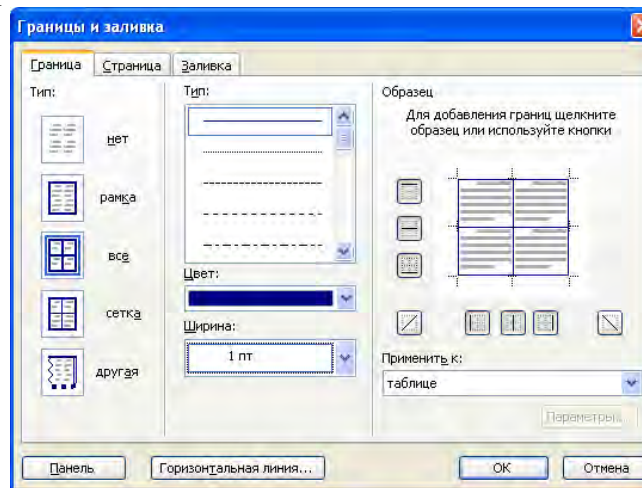 Границы и заливка
Граница Страница Заливка
Тип:
нет
рамка
все
сетка
другая
Тип:
Цвет:
Ширина:
1 пт
Образец
Для добавления границ щелкните
образец или используйте кнопки
Применить к:
таблице
Параметры...
Панель Горизонтальная линия... ОК Отмена